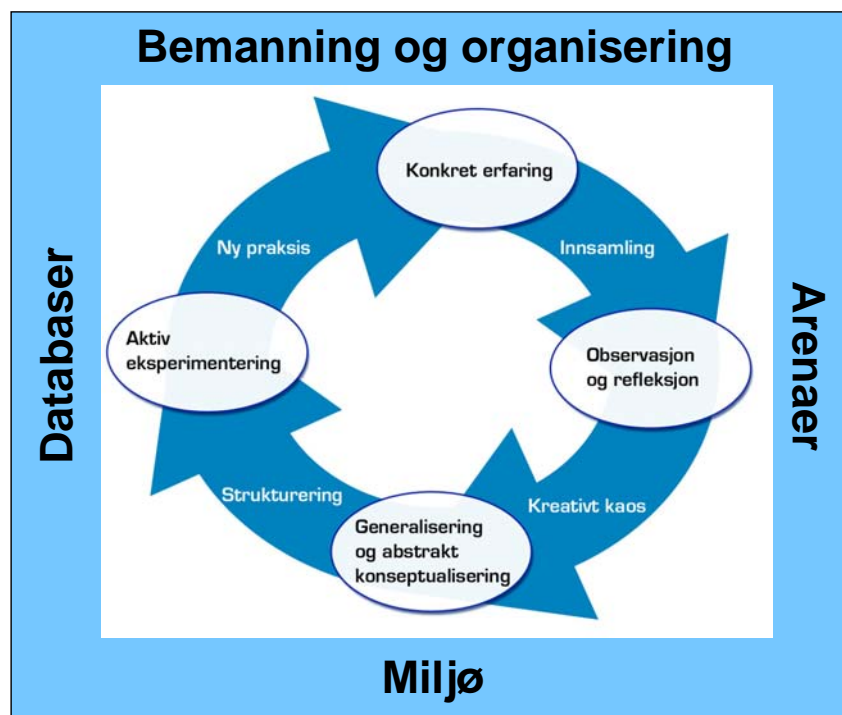 Bemanning og organisering
Konkret erfaring
Ny praksis
Innsamling
Databaser
Arenaer
Aktiv
eksperimentering
Observasjon
og refleksjon
Strukturering
Kreativt kaos
Generalisering
og abstrakt
konseptualisering
Miljø